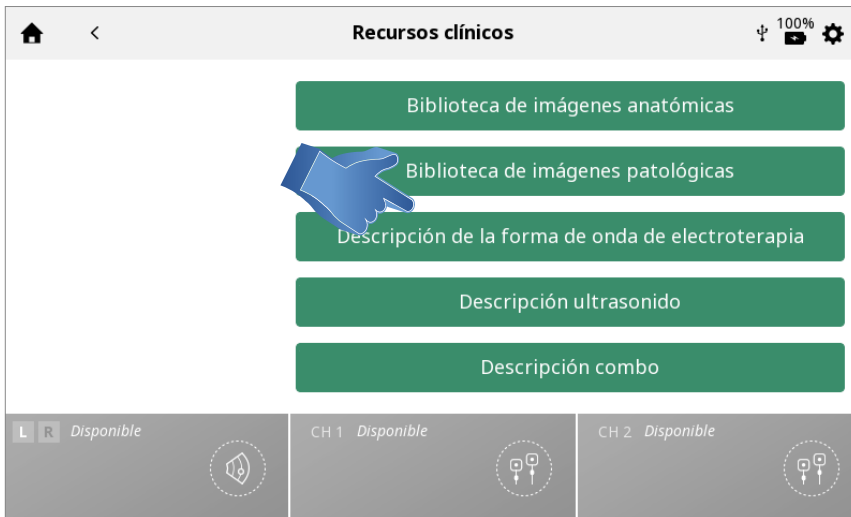 Recursos clínicos
100%
Biblioteca de imágenes anatómicas
Biblioteca de imágenes patológicas
Descripción de la forma de onda de electroterapia
Descripción ultrasonido
Descripción combo
L R Disponible
CH 1 Disponible
CH 2 Disponible